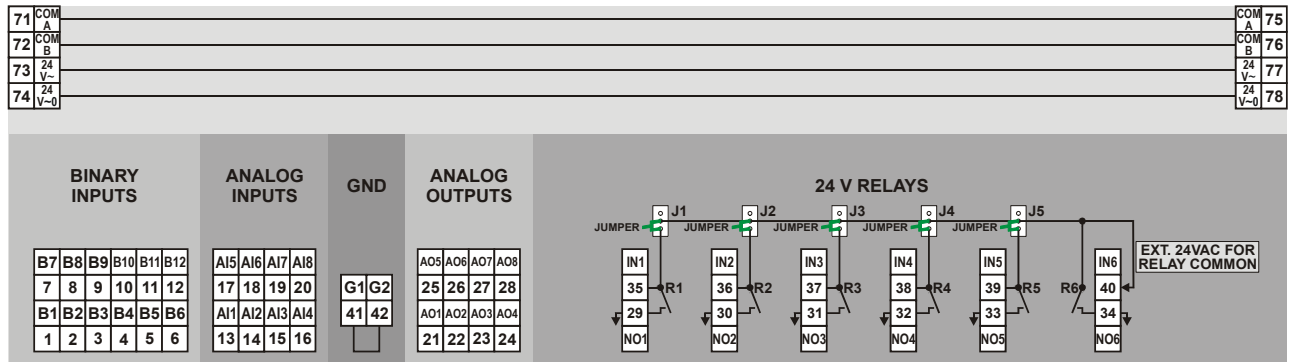 71 COM A COM A 75
72 COM B COM B 76
73 24 V~ 24 V~ 77
74 24 V~0 24 V~0 78
BINARY INPUTS
B7 B8 B9 B10 B11 B12
7 8 9 10 11 12
B1 B2 B3 B4 B5 B6
1 2 3 4 5 6
ANALOG INPUTS
AI5 AI6 AI7 AI8
17 18 19 20
AI1 AI2 AI3 AI4
13 14 15 16
GND
G1 G2
41 42
ANALOG OUTPUTS
AO5 AO6 AO7 AO8
25 26 27 28
AO1 AO2 AO3 AO4
21 22 23 24
24 V RELAYS
J1 J2 J3 J4 J5
JUMPER JUMPER JUMPER JUMPER JUMPER
EXT. 24VAC FOR
RELAY COMMON
IN1 IN2 IN3 IN4 IN5 IN6
35 R1 36 R2 37 R3 38 R4 39 R5 R6 40
29 30 31 32 33 34
NO1 NO2 NO3 NO4 NO5 NO6